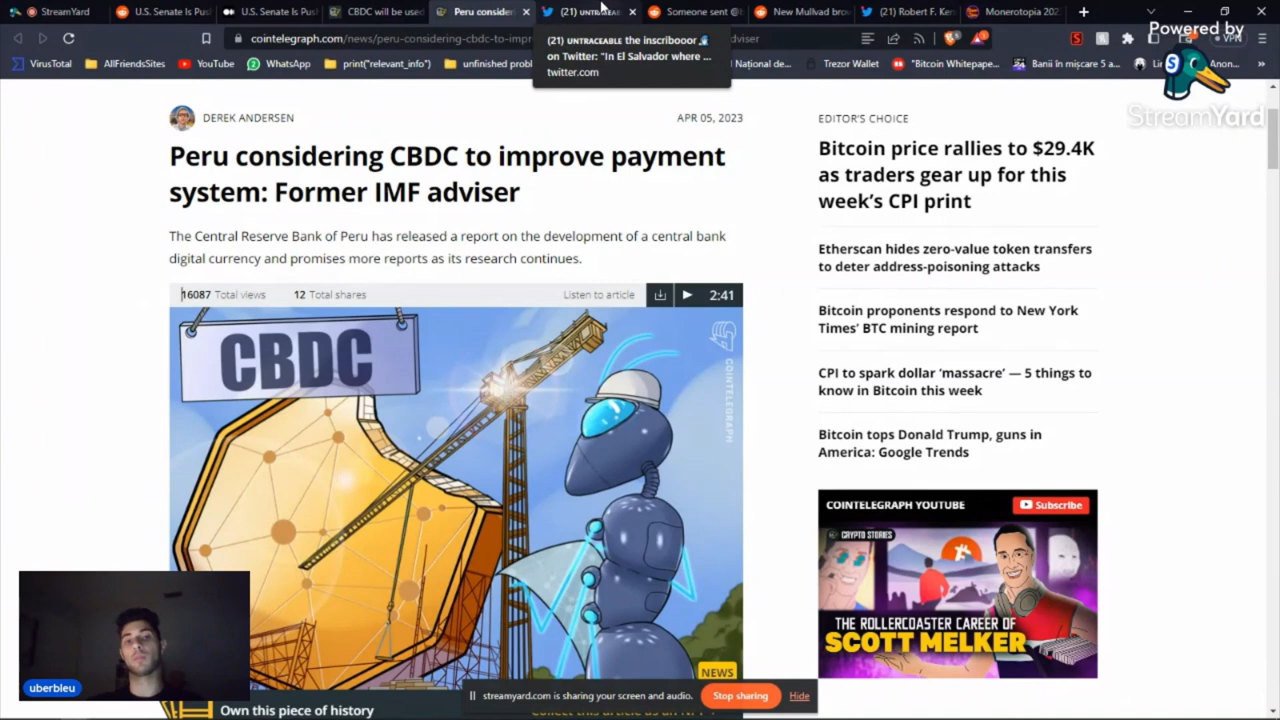 StreamYard
U.S. Senate Is Pus
U.S. Senate Is Pus
CBDC will be used
Peru consider
(21) UNTRACEAB
Someone sent @
New Mullvad brow
(21) Robert F. Ken
Monerotopia 202
cointelegraph.com/news/peru-considering-cbdc-to-impr
dviser
VPN
(21) UNTRACEABLE the inscribooor
on Twitter: "In El Salvador where ...
twitter.com
Powered by
StreamYard
VirusTotal
AllFriendsSites
YouTube
WhatsApp
print("relevant_info")
unfinished probl
Național de...
Trezor Wallet
"Bitcoin Whitepape...
Banii în mișcare 5 a...
Anon...
DEREK ANDERSEN
APR 05, 2023
Peru considering CBDC to improve payment
system: Former IMF adviser
The Central Reserve Bank of Peru has released a report on the development of a central bank
digital currency and promises more reports as its research continues.
16087 Total views
12 Total shares
Listen to article
2:41
CBDC
COINTELEGRAPH
NEWS
Own this piece of history
EDITOR'S CHOICE
Bitcoin price rallies to $29.4K
as traders gear up for this
week's CPI print
Etherscan hides zero-value token transfers
to deter address-poisoning attacks
Bitcoin proponents respond to New York
Times' BTC mining report
CPI to spark dollar 'massacre' — 5 things to
know in Bitcoin this week
Bitcoin tops Donald Trump, guns in
America: Google Trends
COINTELEGRAPH YOUTUBE
Subscribe
CRYPTO STORIES
THE ROLLERCOASTER CAREER OF
SCOTT MELKER
uberbleu
streamyard.com is sharing your screen and audio.
Stop sharing
Hide